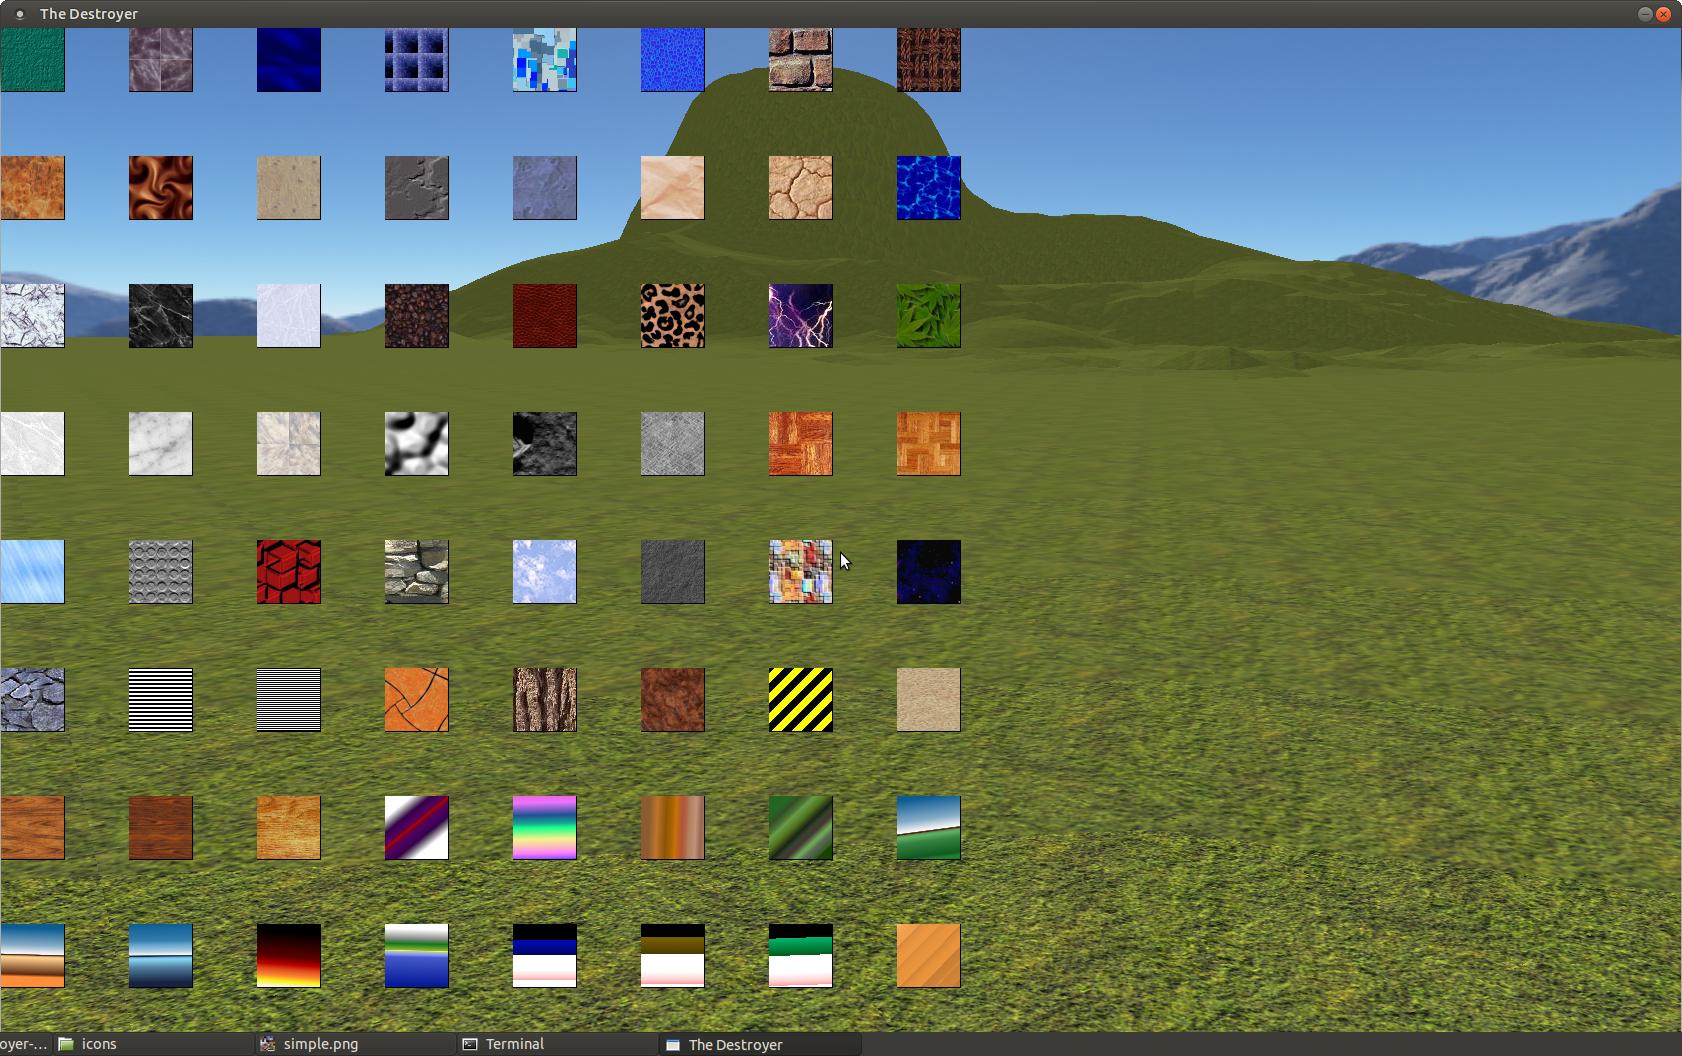 The Destroyer
oyer-... icons simple.png Terminal The Destroyer